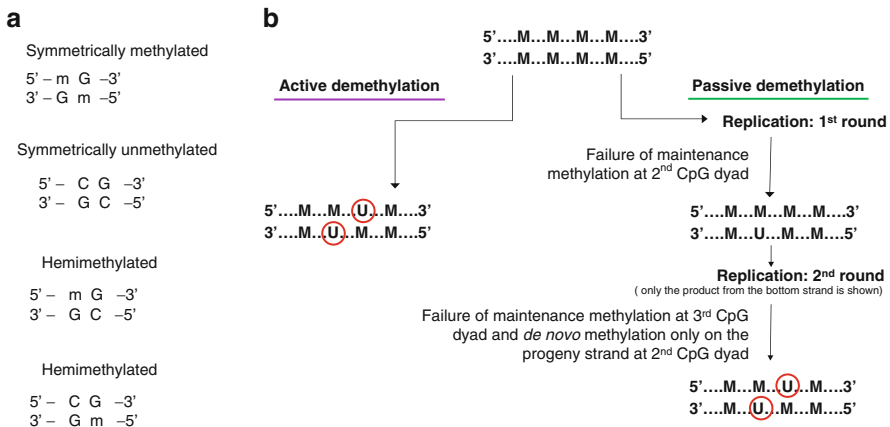 a
Symmetrically methylated
5’ – m G –3’
3’ – G m –5’
Symmetrically unmethylated
5’ – C G –3’
3’ – G C –5’
Hemimethylated
5’ – m G –3’
3’ – G C –5’
Hemimethylated
5’ – C G –3’
3’ – G m –5’
b
5’....M...M...M...M....3’
3’....M...M...M...M....5’
Active demethylation
5’....M...M...U...M....3’
3’....M...U...M...M....5’
Passive demethylation
Replication: 1st round
Failure of maintenance
methylation at 2nd CpG dyad
5’....M...M...M...M....3’
3’....M...U...M...M....5’
Replication: 2nd round
( only the product from the bottom strand is shown)
Failure of maintenance methylation at 3rd CpG
dyad and de novo methylation only on the
progeny strand at 2nd CpG dyad
5’....M...M...U...M....3’
3’....M...U...M...M....5’